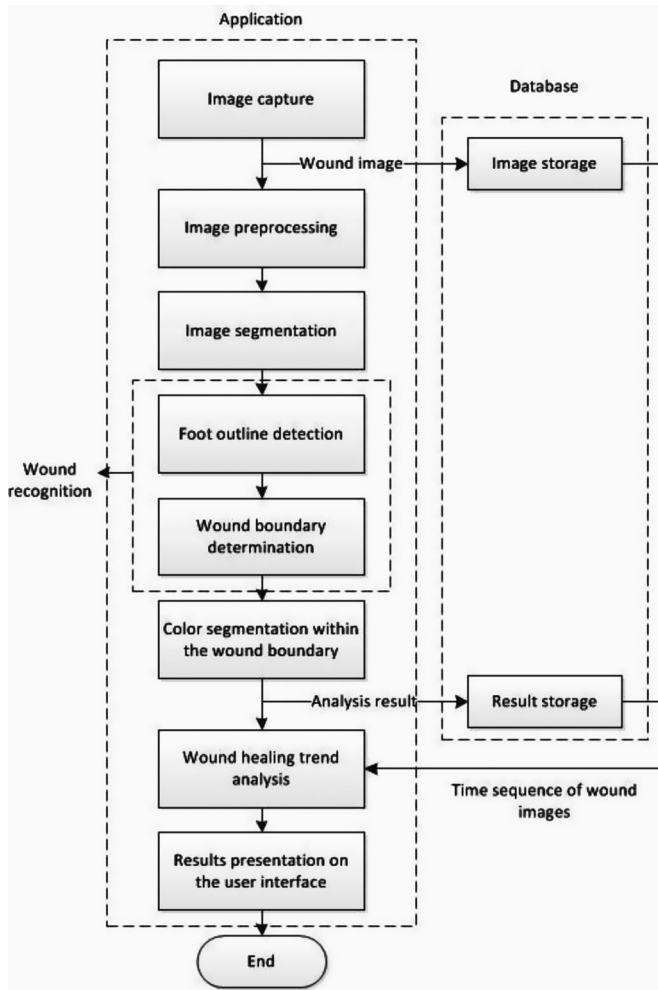 Application
Image capture
Database
Wound image
Image storage
Image preprocessing
Image segmentation
Foot outline detection
Wound
recognition
Wound boundary
determination
Color segmentation within
the wound boundary
Analysis result
Result storage
Wound healing trend
analysis
Time sequence of wound
images
Results presentation on
the user interface
End